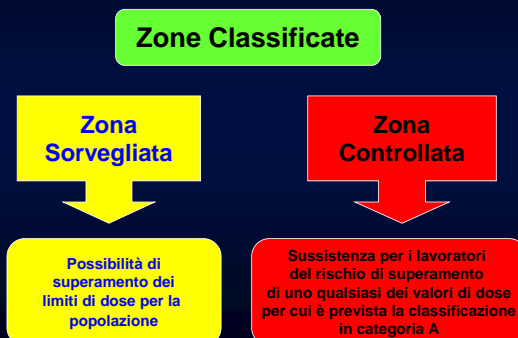 Zone Classificate
Zona
Sorvegliata
Zona
Controllata
Possibilità di
superamento dei
limiti di dose per la
popolazione
Sussistenza per i lavoratori
del rischio di superamento
di uno qualsiasi dei valori di dose
per cui è prevista la classificazione
in categoria A